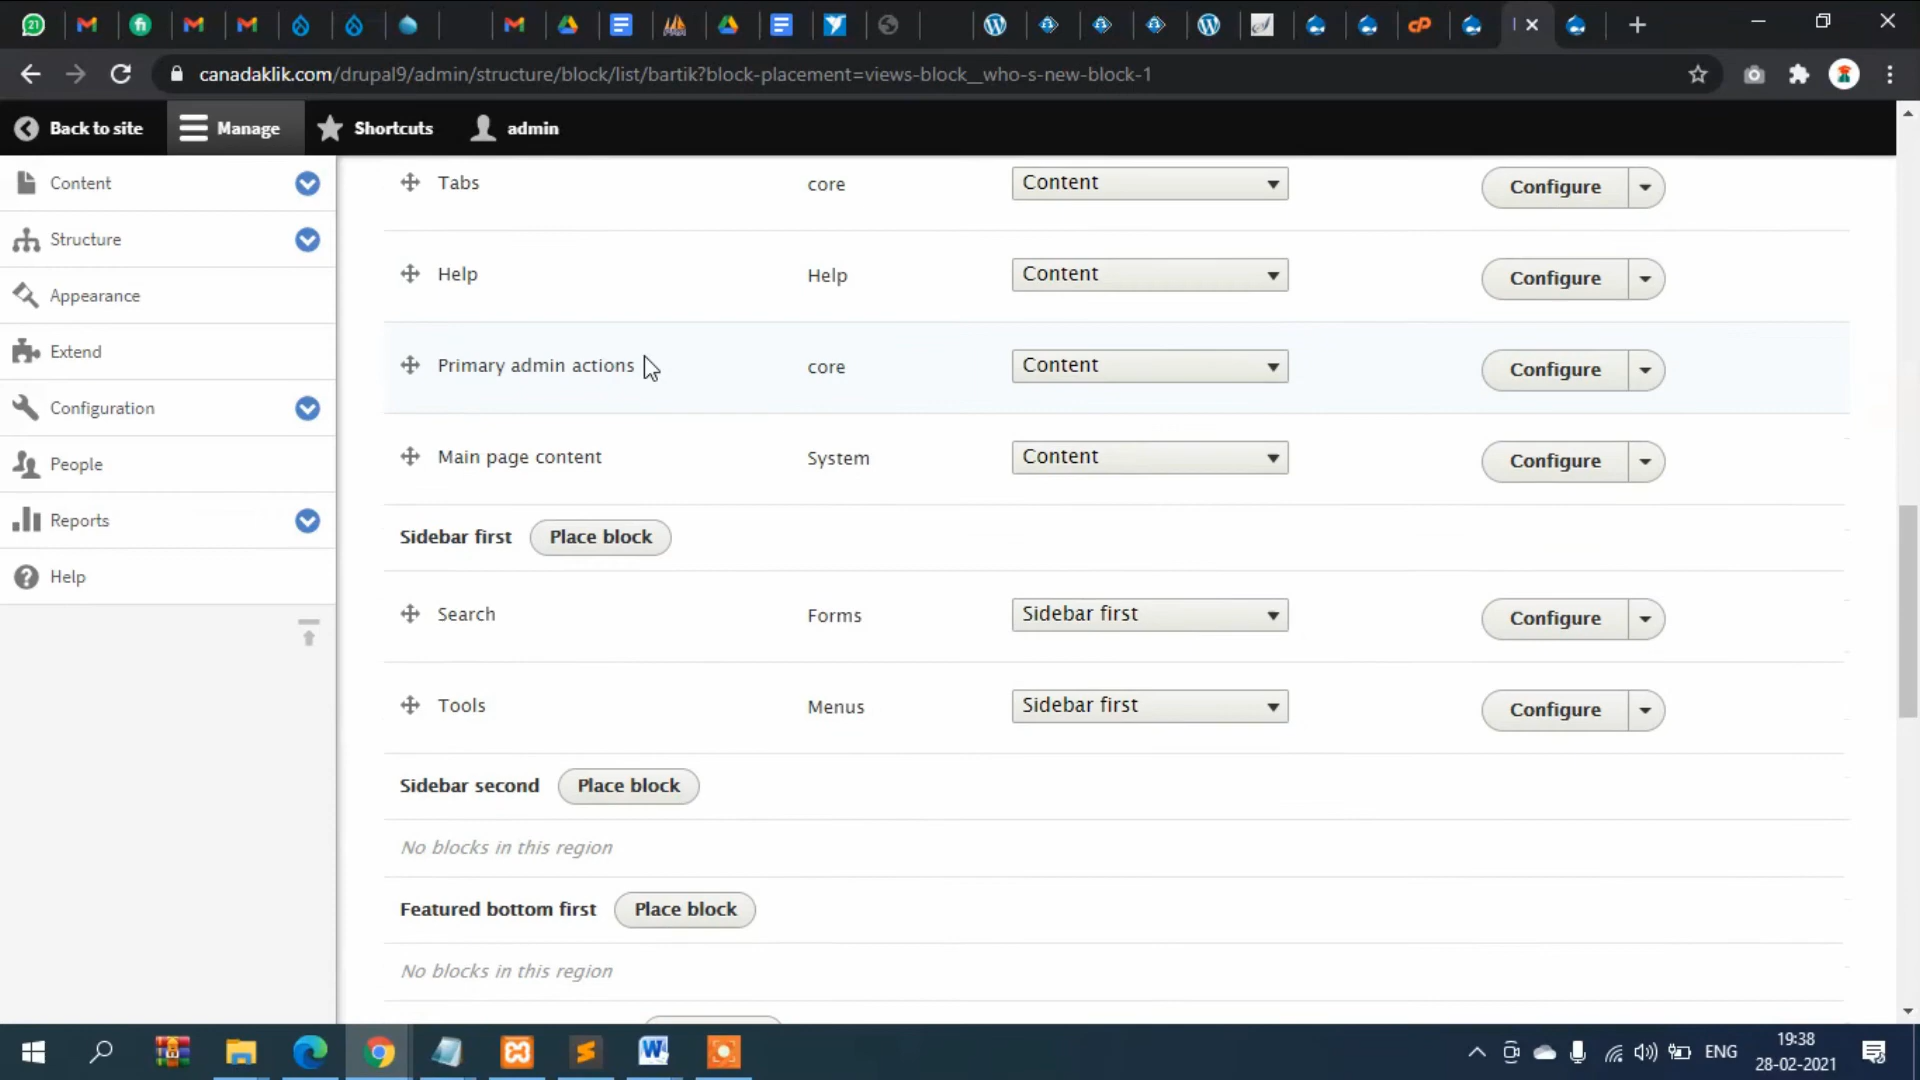 21
canadaklik.com/drupal9/admin/structure/block/list/bartik?block-placement=views-block__who-s-new-block-1
Back to site
Manage
Shortcuts
admin
Content
Structure
Appearance
Extend
Configuration
People
Reports
Help
Tabs core Content Configure
Help Help Content Configure
Primary admin actions core Content Configure
Main page content System Content Configure
Sidebar first Place block
Search Forms Sidebar first Configure
Tools Menus Sidebar first Configure
Sidebar second Place block
No blocks in this region
Featured bottom first Place block
No blocks in this region
ENG
19:38
28-02-2021